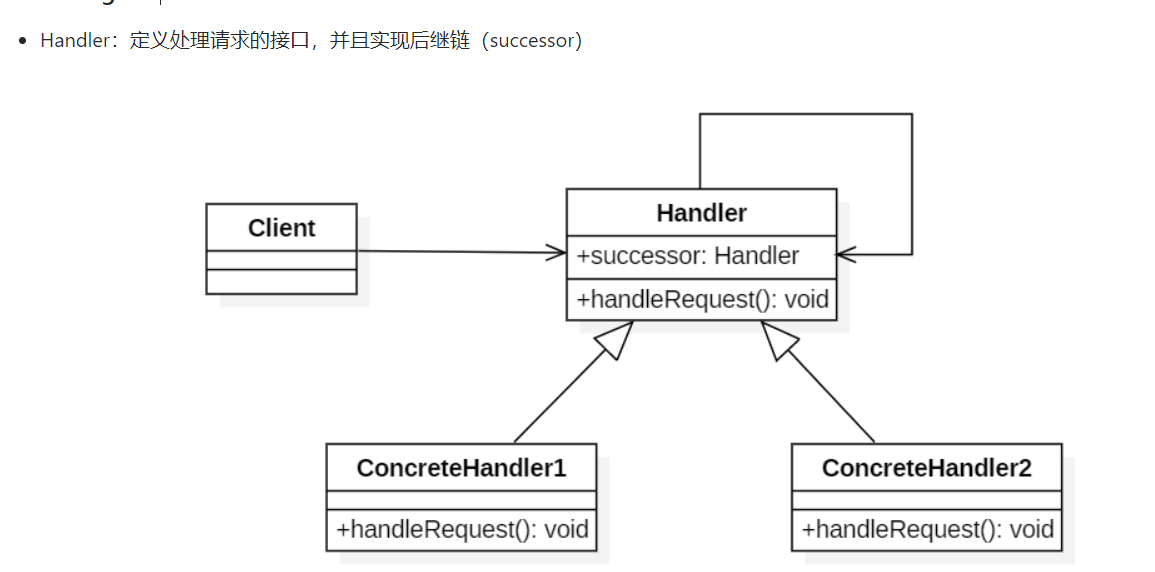 Handler：定义处理请求的接口，并且实现后继链（successor）
Client
Handler
+successor: Handler
+handleRequest(): void
ConcreteHandler1
+handleRequest(): void
ConcreteHandler2
+handleRequest(): void